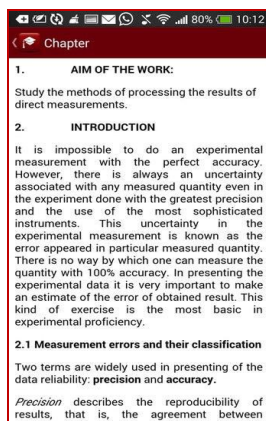 80% 10:12
Chapter
1. AIM OF THE WORK:
Study the methods of processing the results of
direct measurements.
2. INTRODUCTION
It is impossible to do an experimental
measurement with the perfect accuracy.
However, there is always an uncertainty
associated with any measured quantity even in
the experiment done with the greatest precision
and the use of the most sophisticated
instruments. This uncertainty in the
experimental measurement is known as the
error appeared in particular measured quantity.
There is no way by which one can measure the
quantity with 100% accuracy. In presenting the
experimental data it is very important to make
an estimate of the error of obtained result. This
kind of exercise is the most basic in
experimental proficiency.
2.1 Measurement errors and their classification
Two terms are widely used in presenting of the
data reliability: precision and accuracy.
Precision describes the reproducibility of
results, that is, the agreement between